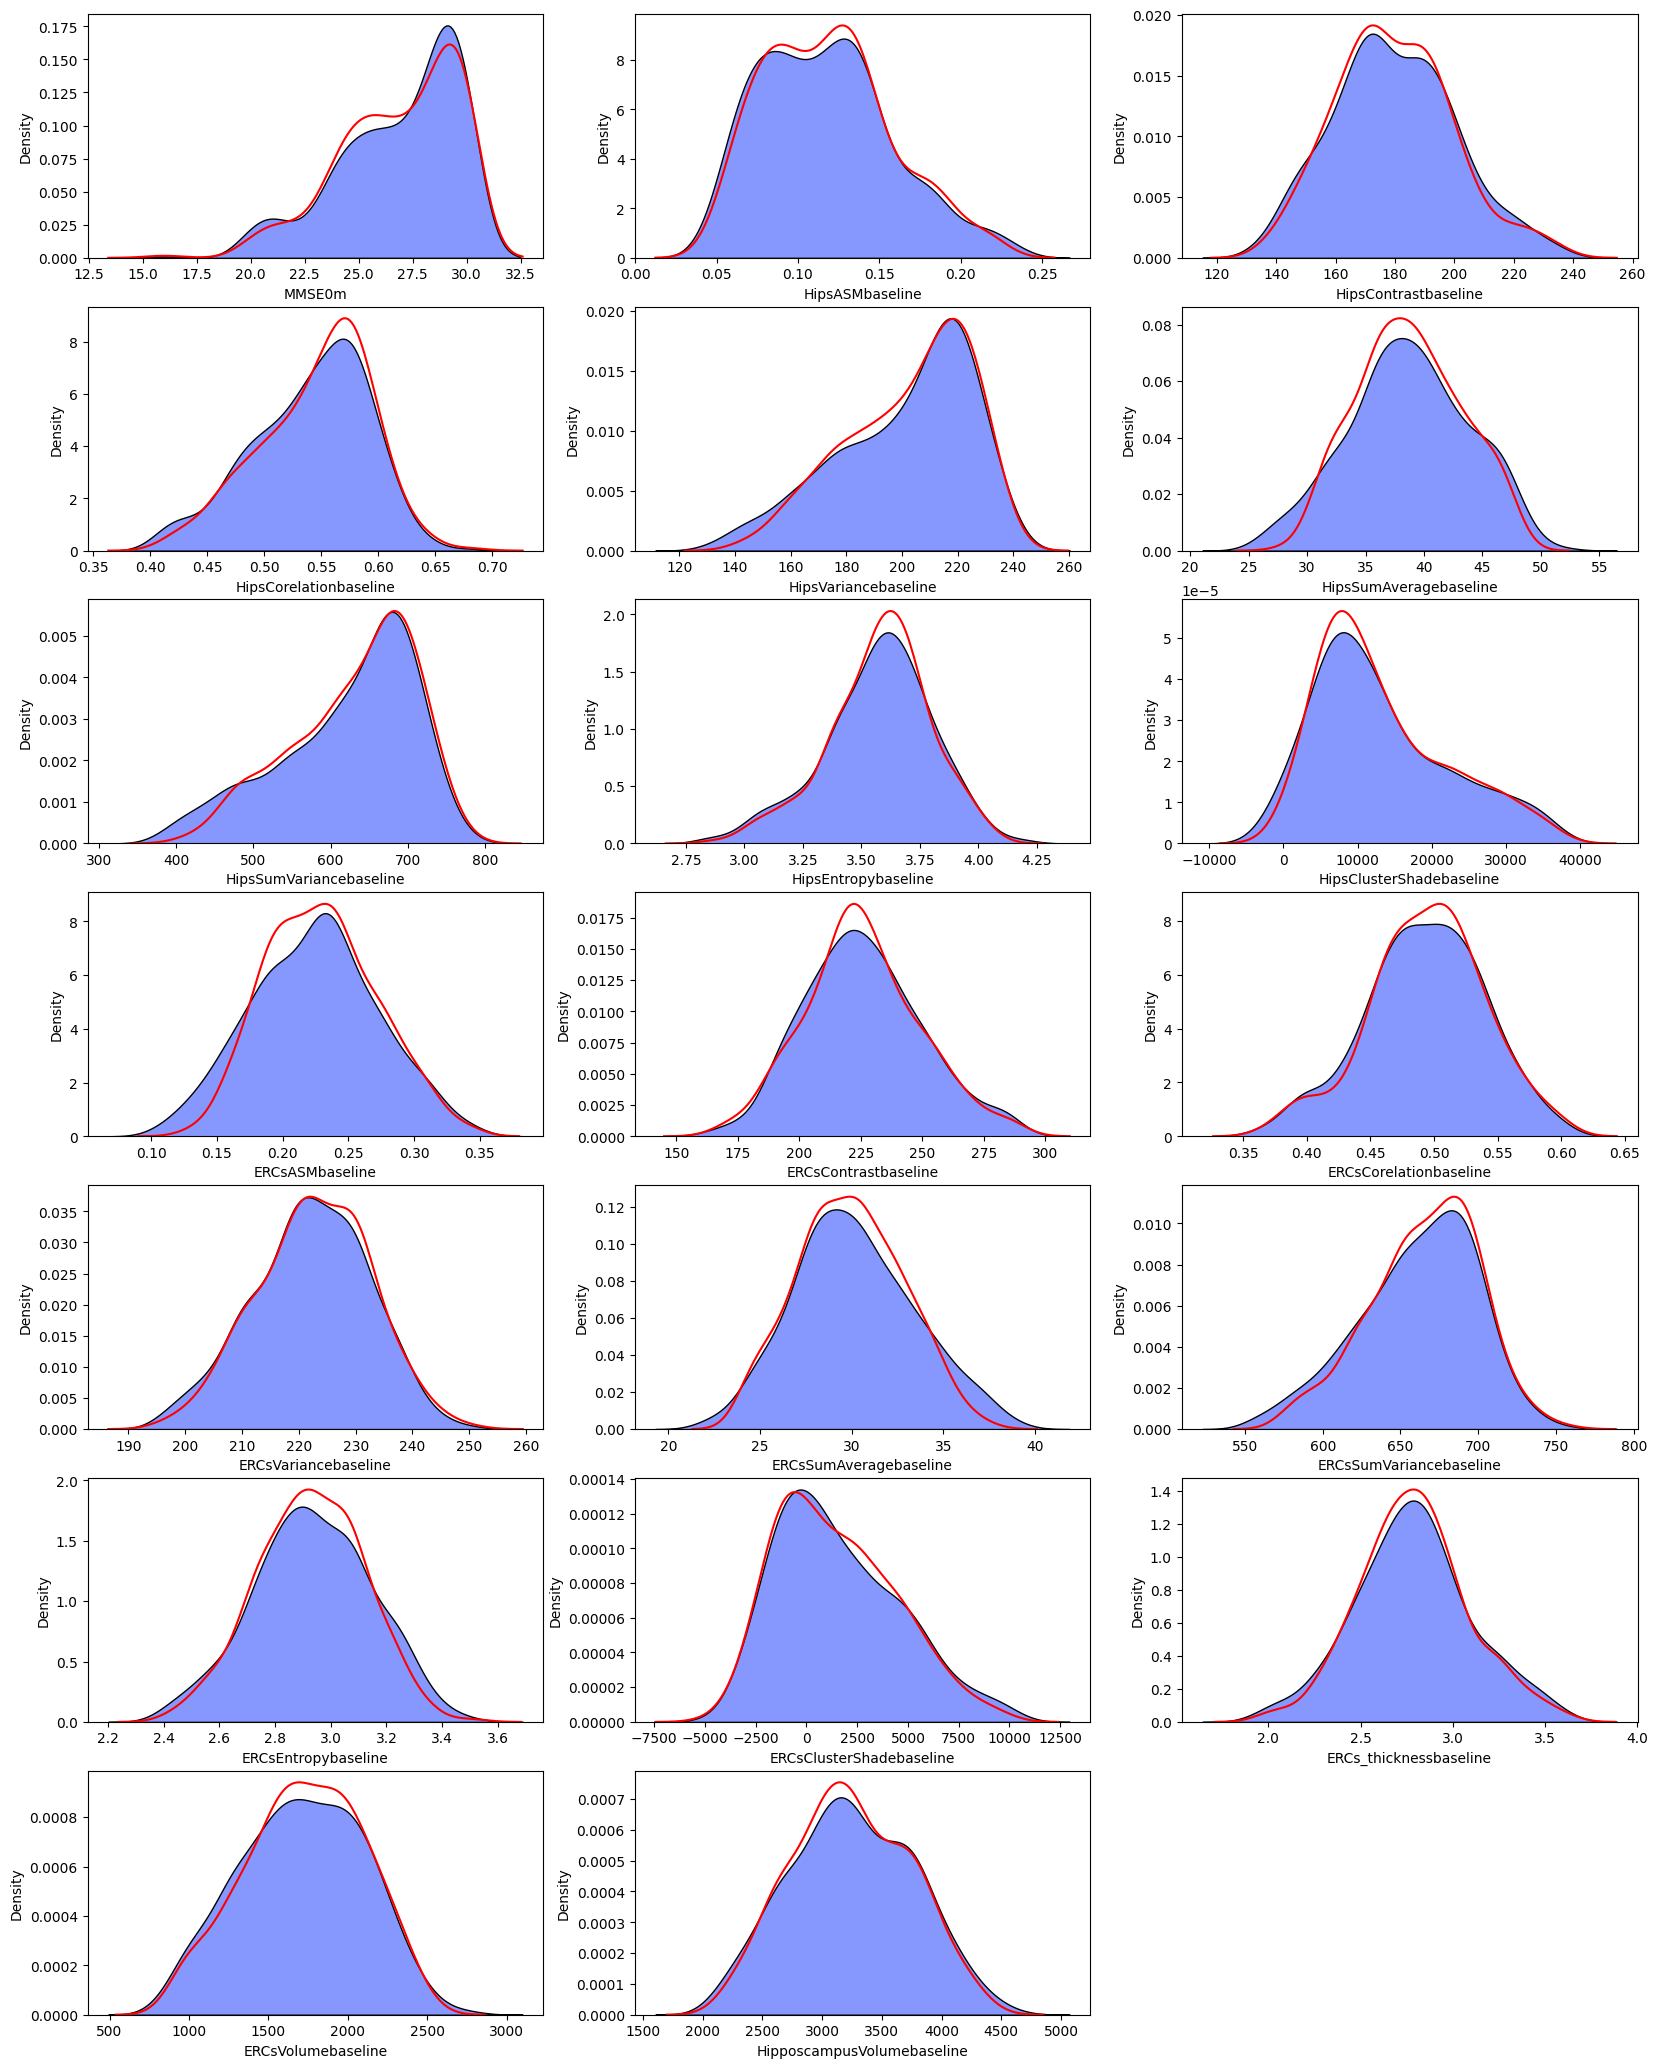 0.175
0.150
0.125
0.100
0.075
0.050
0.025
0.000
Density
12.5 15.0 17.5 20.0 22.5 25.0 27.5 30.0 32.5
MMSE0m
8
6
4
2
0
Density
0.00 0.05 0.10 0.15 0.20 0.25
HipsASMbaseline
0.020
0.015
0.010
0.005
0.000
Density
120 140 160 180 200 220 240 260
HipsContrastbaseline
8
6
4
2
0
Density
0.35 0.40 0.45 0.50 0.55 0.60 0.65 0.70
HipsCorelationbaseline
0.020
0.015
0.010
0.005
0.000
Density
120 140 160 180 200 220 240 260
HipsVariancebaseline
0.08
0.06
0.04
0.02
0.00
Density
20 25 30 35 40 45 50 55
HipsSumAveragebaseline
0.005
0.004
0.003
0.002
0.001
0.000
Density
300 400 500 600 700 800
HipsSumVariancebaseline
2.0
1.5
1.0
0.5
0.0
Density
2.75 3.00 3.25 3.50 3.75 4.00 4.25
HipsEntropybaseline
1e−5
5
4
3
2
1
0
Density
−10000 0 10000 20000 30000 40000
HipsClusterShadebaseline
8
6
4
2
0
Density
0.10 0.15 0.20 0.25 0.30 0.35
ERCsASMbaseline
0.0175
0.0150
0.0125
0.0100
0.0075
0.0050
0.0025
0.0000
Density
150 175 200 225 250 275 300
ERCsContrastbaseline
8
6
4
2
0
Density
0.35 0.40 0.45 0.50 0.55 0.60 0.65
ERCsCorelationbaseline
0.035
0.030
0.025
0.020
0.015
0.010
0.005
0.000
Density
190 200 210 220 230 240 250 260
ERCsVariancebaseline
0.12
0.10
0.08
0.06
0.04
0.02
0.00
Density
20 25 30 35 40
ERCsSumAveragebaseline
0.010
0.008
0.006
0.004
0.002
0.000
Density
550 600 650 700 750 800
ERCsSumVariancebaseline
2.0
1.5
1.0
0.5
0.0
Density
2.2 2.4 2.6 2.8 3.0 3.2 3.4 3.6
ERCsEntropybaseline
0.00014
0.00012
0.00010
0.00008
0.00006
0.00004
0.00002
0.00000
Density
−7500 −5000 −2500 0 2500 5000 7500 10000 12500
ERCsClusterShadebaseline
1.4
1.2
1.0
0.8
0.6
0.4
0.2
0.0
Density
2.0 2.5 3.0 3.5 4.0
ERCs_thicknessbaseline
0.0008
0.0006
0.0004
0.0002
0.0000
Density
500 1000 1500 2000 2500 3000
ERCsVolumebaseline
0.0007
0.0006
0.0005
0.0004
0.0003
0.0002
0.0001
0.0000
Density
1500 2000 2500 3000 3500 4000 4500 5000
HipposcampusVolumebaseline